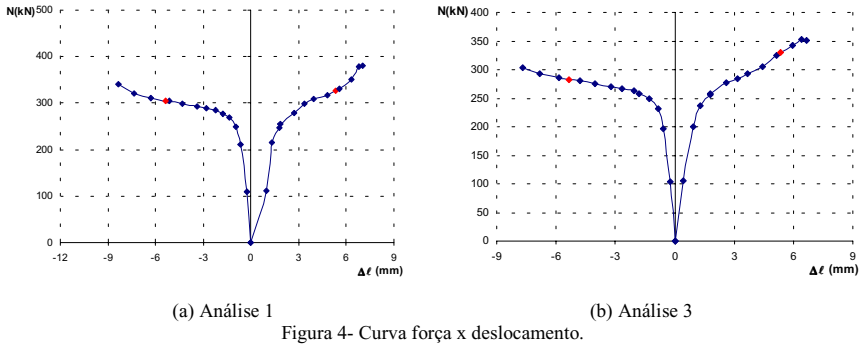 N(kN)
500
400
300
200
100
0
-12 -9 -6 -3 0 3 6 9
Δℓ (mm)
N(kN)
400
350
300
250
200
150
100
50
0
-9 -6 -3 0 3 6 9
Δℓ (mm)
(a) Análise 1
(b) Análise 3
Figura 4- Curva força x deslocamento.